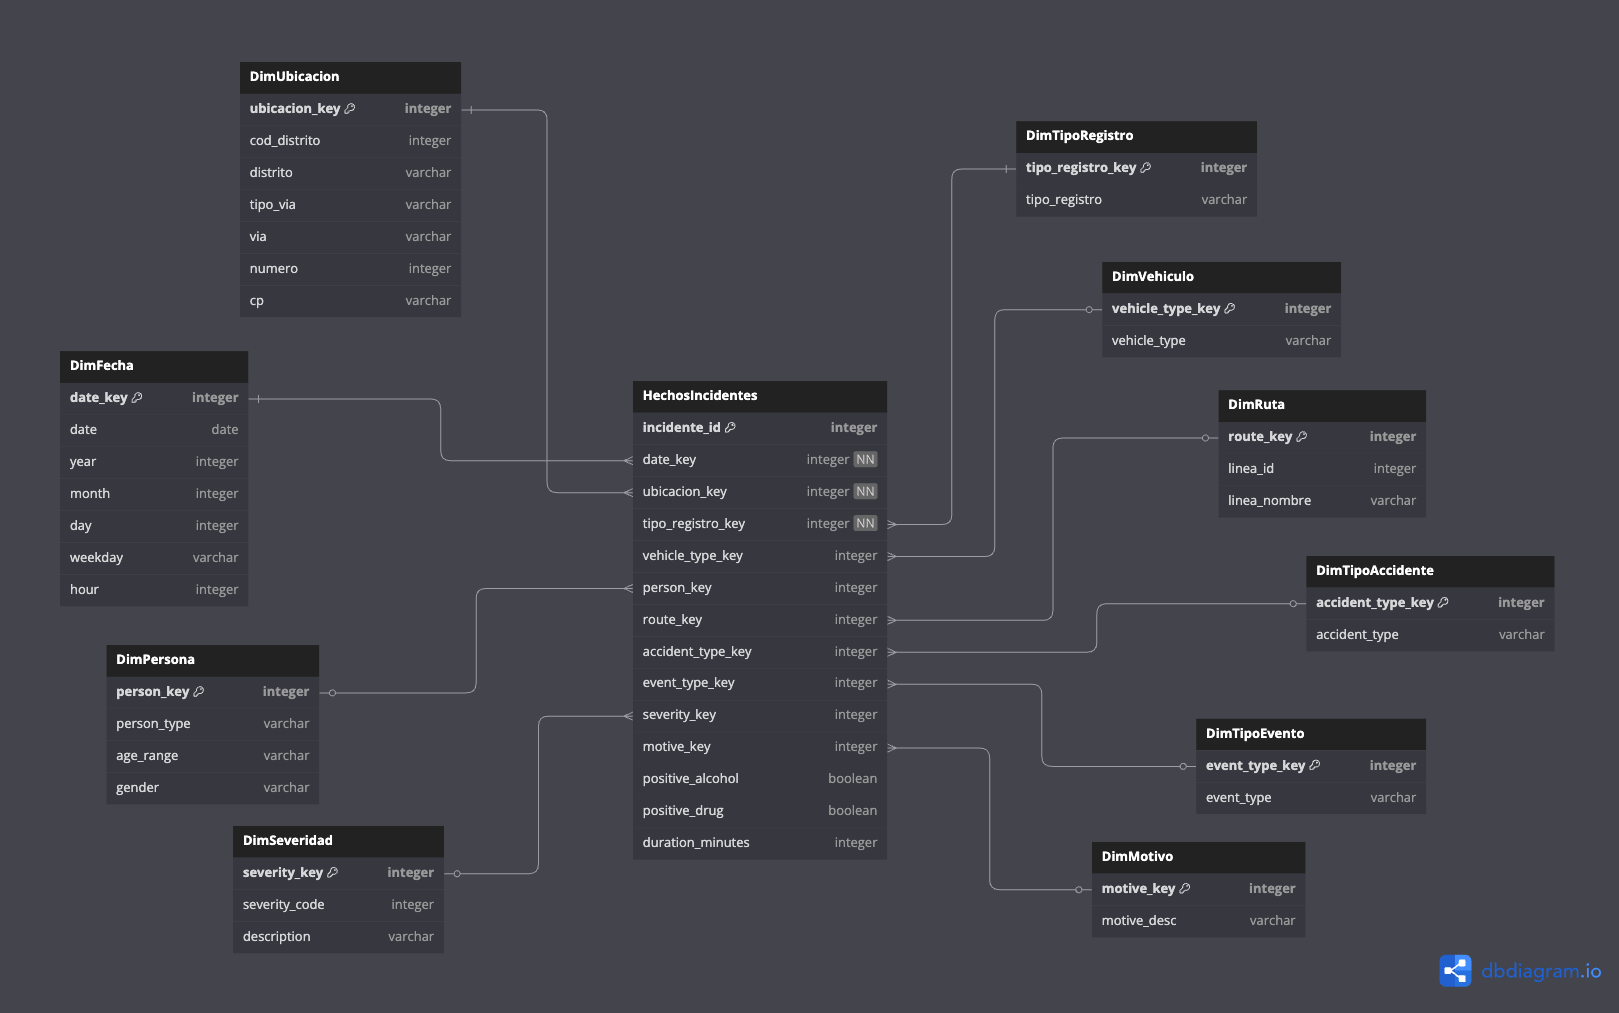 DimUbicacion
ubicacion_key integer
cod_distrito integer
distrito varchar
tipo_via varchar
via varchar
numero integer
cp varchar
DimFecha
date_key integer
date date
year integer
month integer
day integer
weekday varchar
hour integer
DimPersona
person_key integer
person_type varchar
age_range varchar
gender varchar
DimSeveridad
severity_key integer
severity_code integer
description varchar
HechosIncidentes
incidente_id integer
date_key integer NN
ubicacion_key integer NN
tipo_registro_key integer NN
vehicle_type_key integer
person_key integer
route_key integer
accident_type_key integer
event_type_key integer
severity_key integer
motive_key integer
positive_alcohol boolean
positive_drug boolean
duration_minutes integer
DimTipoRegistro
tipo_registro_key integer
tipo_registro varchar
DimVehiculo
vehicle_type_key integer
vehicle_type varchar
DimRuta
route_key integer
linea_id integer
linea_nombre varchar
DimTipoAccidente
accident_type_key integer
accident_type varchar
DimTipoEvento
event_type_key integer
event_type varchar
DimMotivo
motive_key integer
motive_desc varchar
dbdiagram.io